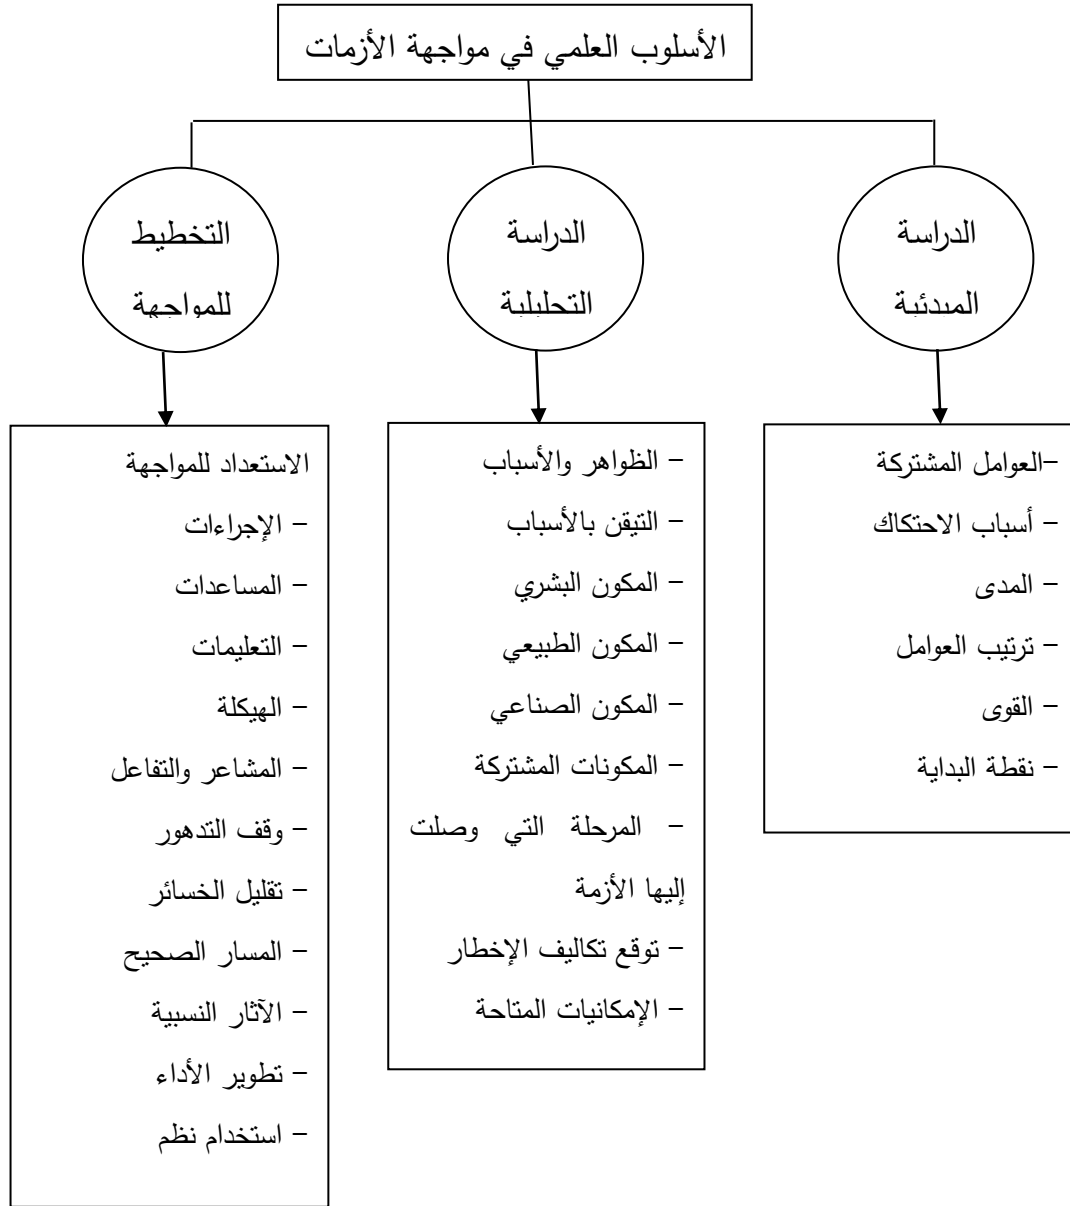 الأسلوب العلمي في مواجهة الأزمات
الدراسة
المبدئية
الدراسة
التحليلية
التخطيط
للمواجهة
-العوامل المشتركة
- أسباب الاحتكاك
- المدى
- ترتيب العوامل
- القوى
- نقطة البداية
- الظواهر والأسباب
- التيقن بالأسباب
- المكون البشري
- المكون الطبيعي
- المكون الصناعي
- المكونات المشتركة
- المرحلة التي وصلت
إليها الأزمة
- توقع تكاليف الإخطار
- الإمكانيات المتاحة
الاستعداد للمواجهة
- الإجراءات
- المساعدات
- التعليمات
- الهيكلة
- المشاعر والتفاعل
- وقف التدهور
- تقليل الخسائر
- المسار الصحيح
- الآثار النسبية
- تطوير الأداء
- استخدام نظم